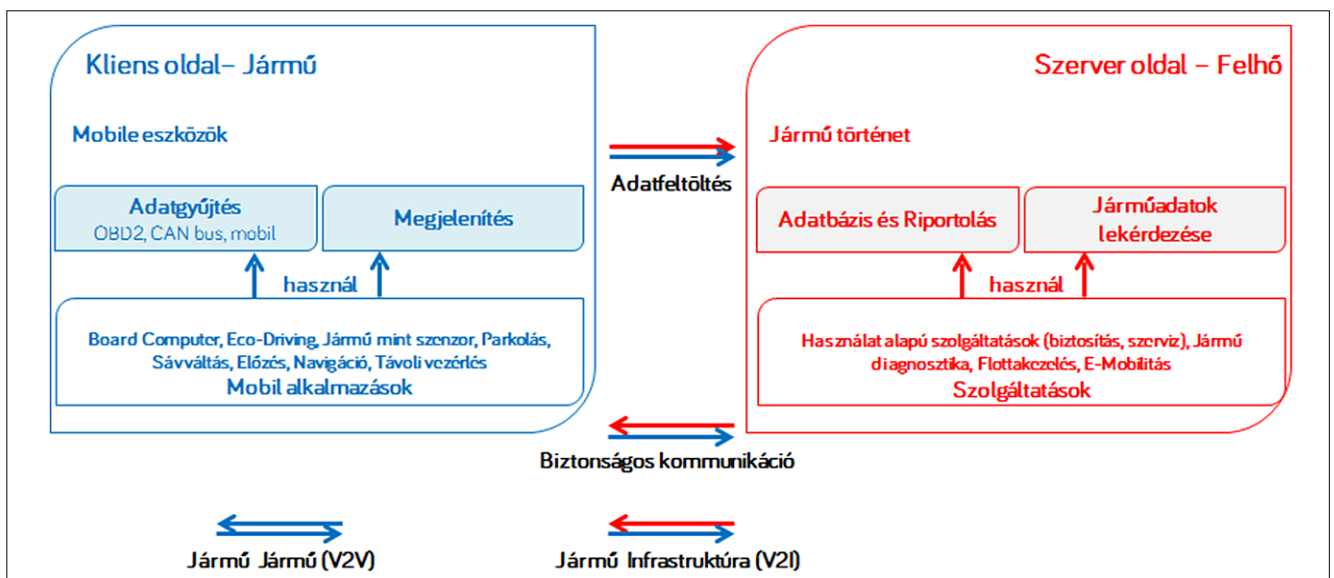 Kliens oldal– Jármű
Mobile eszközök
Adatgyűjtés
OBD2, CAN bus, mobil
Megjelenítés
használ
Board Computer, Eco-Driving, Jármű mint szenzor, Parkolás,
Sávváltás, Előzés, Navigáció, Távoli vezérlés
Mobil alkalmazások
Adatfeltöltés
Szerver oldal – Felhő
Jármű történet
Adatbázis és Riportolás
Járműadatok
lekérdezése
használ
Használat alapú szolgáltatások (biztosítás, szerviz), Jármű
diagnosztika, Flottakezelés, E-Mobilitás
Szolgáltatások
Biztonságos kommunikáció
Jármű Jármű (V2V)
Jármű Infrastruktúra (V2I)